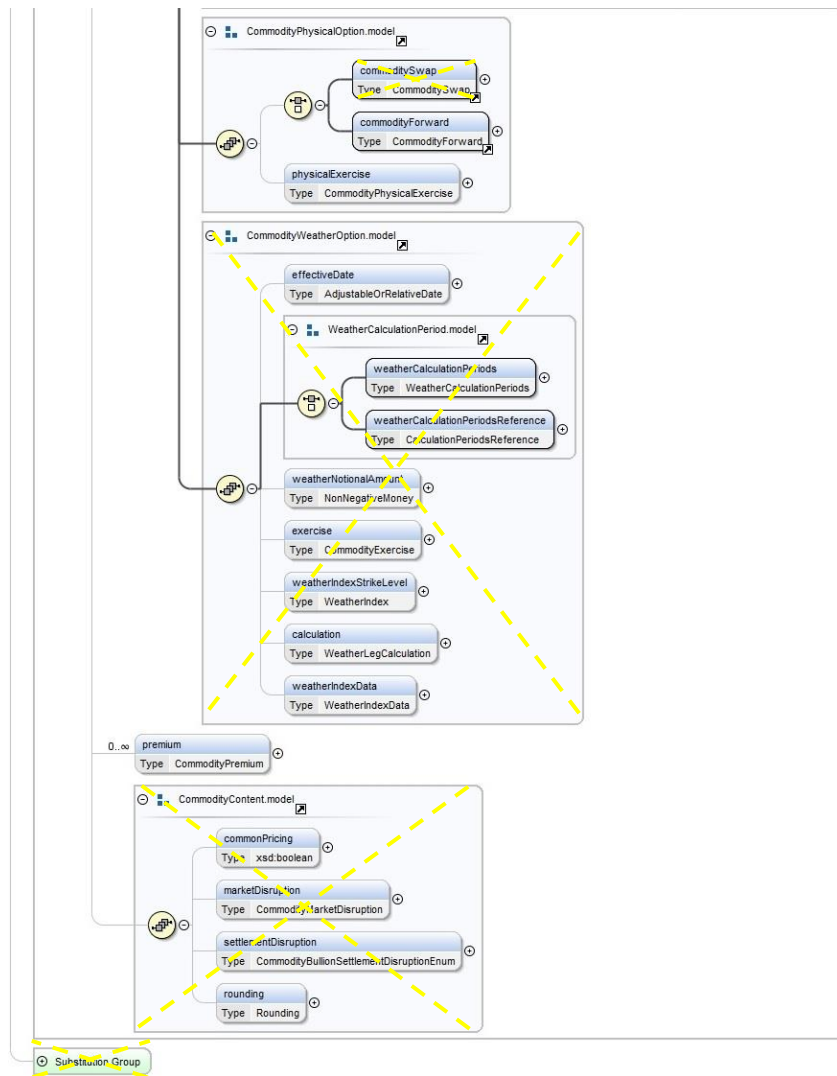 CommodityPhysicalOption.model
commoditySwap
Type CommoditySwap
commodityForward
Type CommodityForward
physicalExercise
Type CommodityPhysicalExercise
CommodityWeatherOption.model
effectiveDate
Type AdjustableOrRelativeDate
WeatherCalculationPeriod.model
weatherCalculationPeriods
Type WeatherCalculationPeriods
weatherCalculationPeriodsReference
Type CalculationPeriodsReference
weatherNotionalAmount
Type NonNegativeMoney
exercise
Type CommodityExercise
weatherIndexStrikeLevel
Type WeatherIndex
calculation
Type WeatherLegCalculation
weatherIndexData
Type WeatherIndexData
0..∞ premium
Type CommodityPremium
CommodityContent.model
commonPricing
Type xsd:boolean
marketDisruption
Type CommodityMarketDisruption
settlementDisruption
Type CommodityBullionSettlementDisruptionEnum
rounding
Type Rounding
Substitution Group